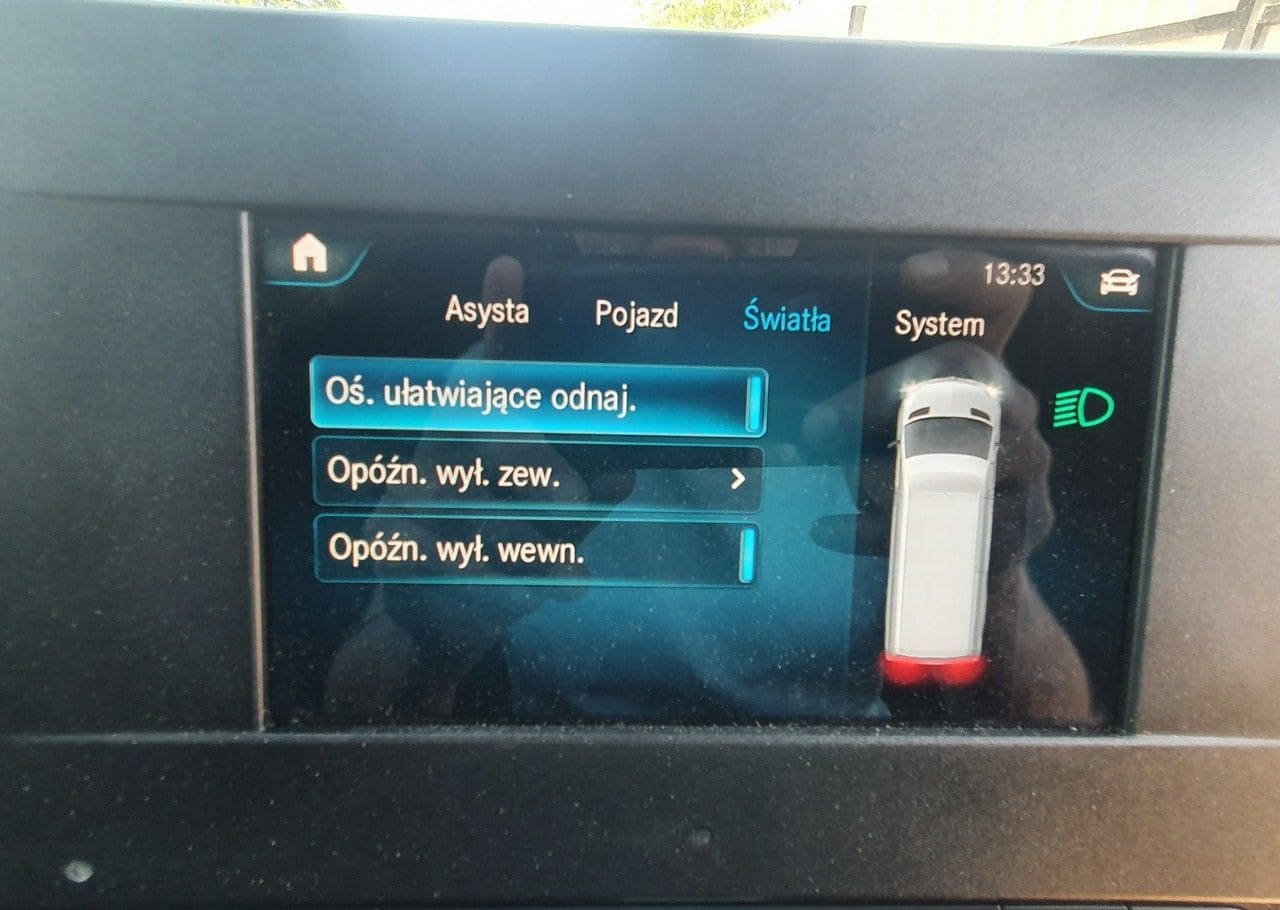 13:33
Asysta Pojazd Światła System
Oś. ułatwiające odnaj.
Opóźn. wył. zew.
Opóźn. wył. wewn.